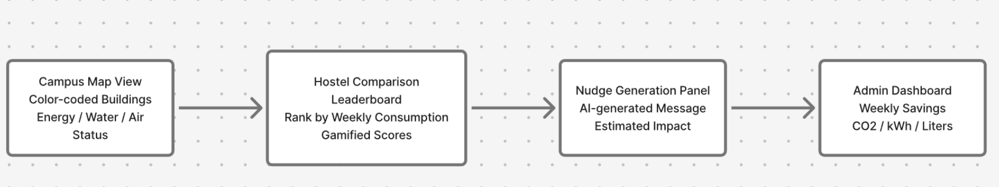 Campus Map View
Color-coded Buildings
Energy / Water / Air
Status
Hostel Comparison
Leaderboard
Rank by Weekly Consumption
Gamified Scores
Nudge Generation Panel
AI-generated Message
Estimated Impact
Admin Dashboard
Weekly Savings
CO2 / kWh / Liters